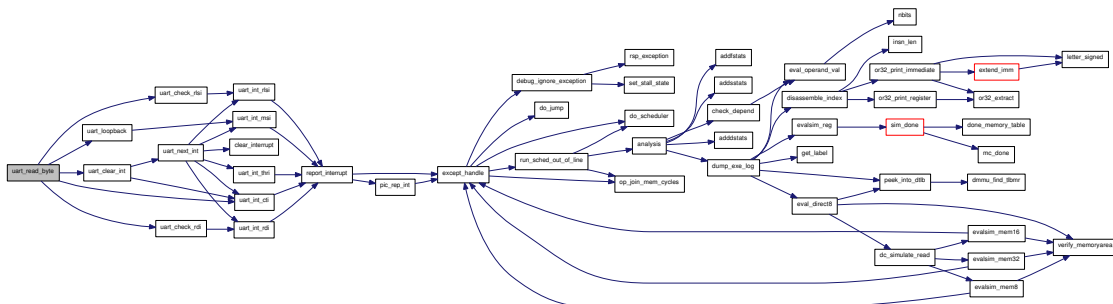 uart_read_byte
uart_check_rlsi
uart_loopback
uart_clear_int
uart_check_rdi
uart_next_int
uart_int_rlsi
uart_int_msi
clear_interrupt
uart_int_thri
uart_int_cti
uart_int_rdi
report_interrupt
pic_rep_int
except_handle
debug_ignore_exception
do_jump
run_sched_out_of_line
rsp_exception
set_stall_state
do_scheduler
analysis
op_join_mem_cycles
addfstats
addsstats
check_depend
adddstats
dump_exe_log
eval_operand_val
disassemble_index
evalsim_reg
get_label
eval_direct8
nbits
insn_len
or32_print_immediate
or32_print_register
sim_done
peek_into_dtlb
dc_simulate_read
extend_imm
letter_signed
or32_extract
done_memory_table
mc_done
dmmu_find_tlbmr
evalsim_mem16
evalsim_mem32
evalsim_mem8
verify_memoryarea